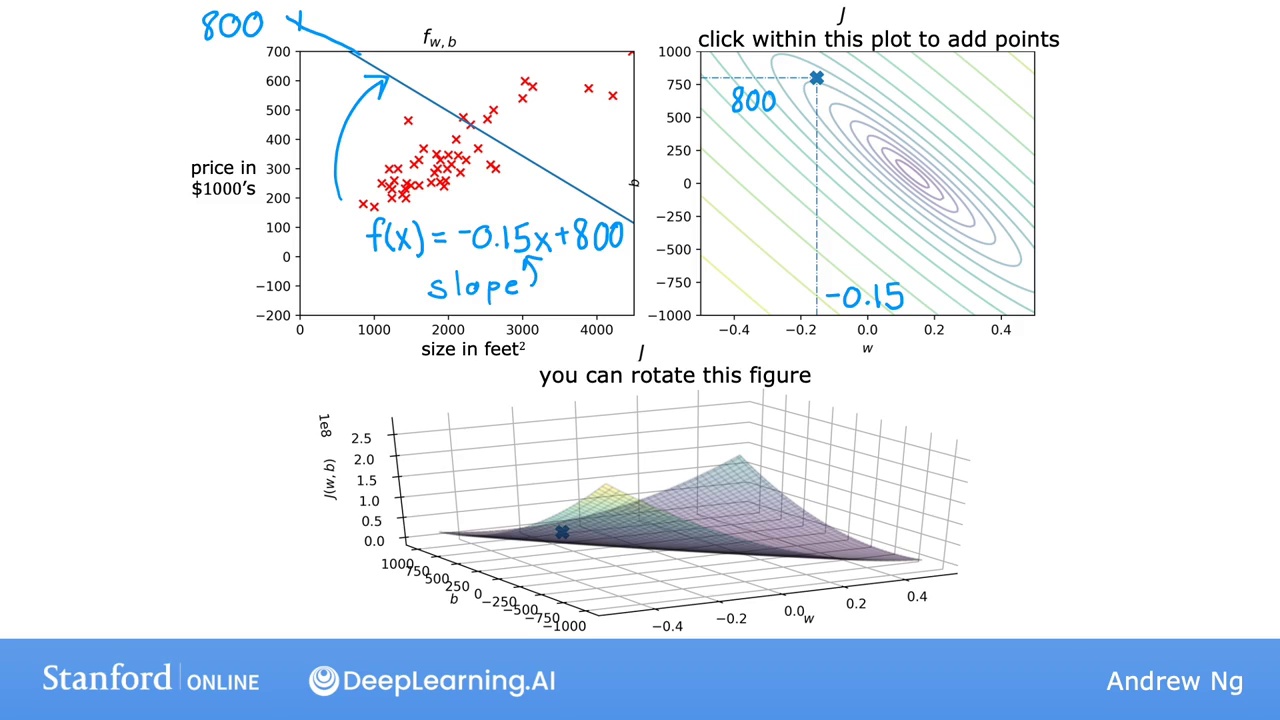 800
f_{w,b}
700
600
500
400
300
200
100
0
−100
−200
price in
$1000's
0
1000
2000
3000
4000
size in feet²
f(x) = -0.15x+800
slope
J
click within this plot to add points
1000
750
500
250
0
−250
−500
−750
−1000
b
800
-0.15
−0.4
−0.2
0.0
0.2
0.4
w
J
you can rotate this figure
1e8
J(w, b)
2.5
2.0
1.5
1.0
0.5
0.0
1000
750
500
250
0
−250
−500
−750
−1000
b
−0.4
−0.2
0.0
0.2
0.4
w
Stanford | ONLINE
DeepLearning.AI
Andrew Ng